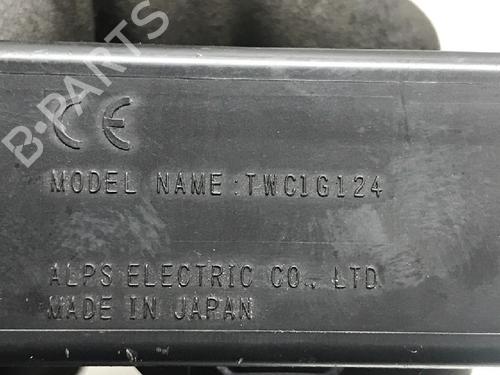 B-PARTS
CE
MODEL NAME:TWC1G124
ALPS ELECTRIC CO., LTD.
MADE IN JAPAN